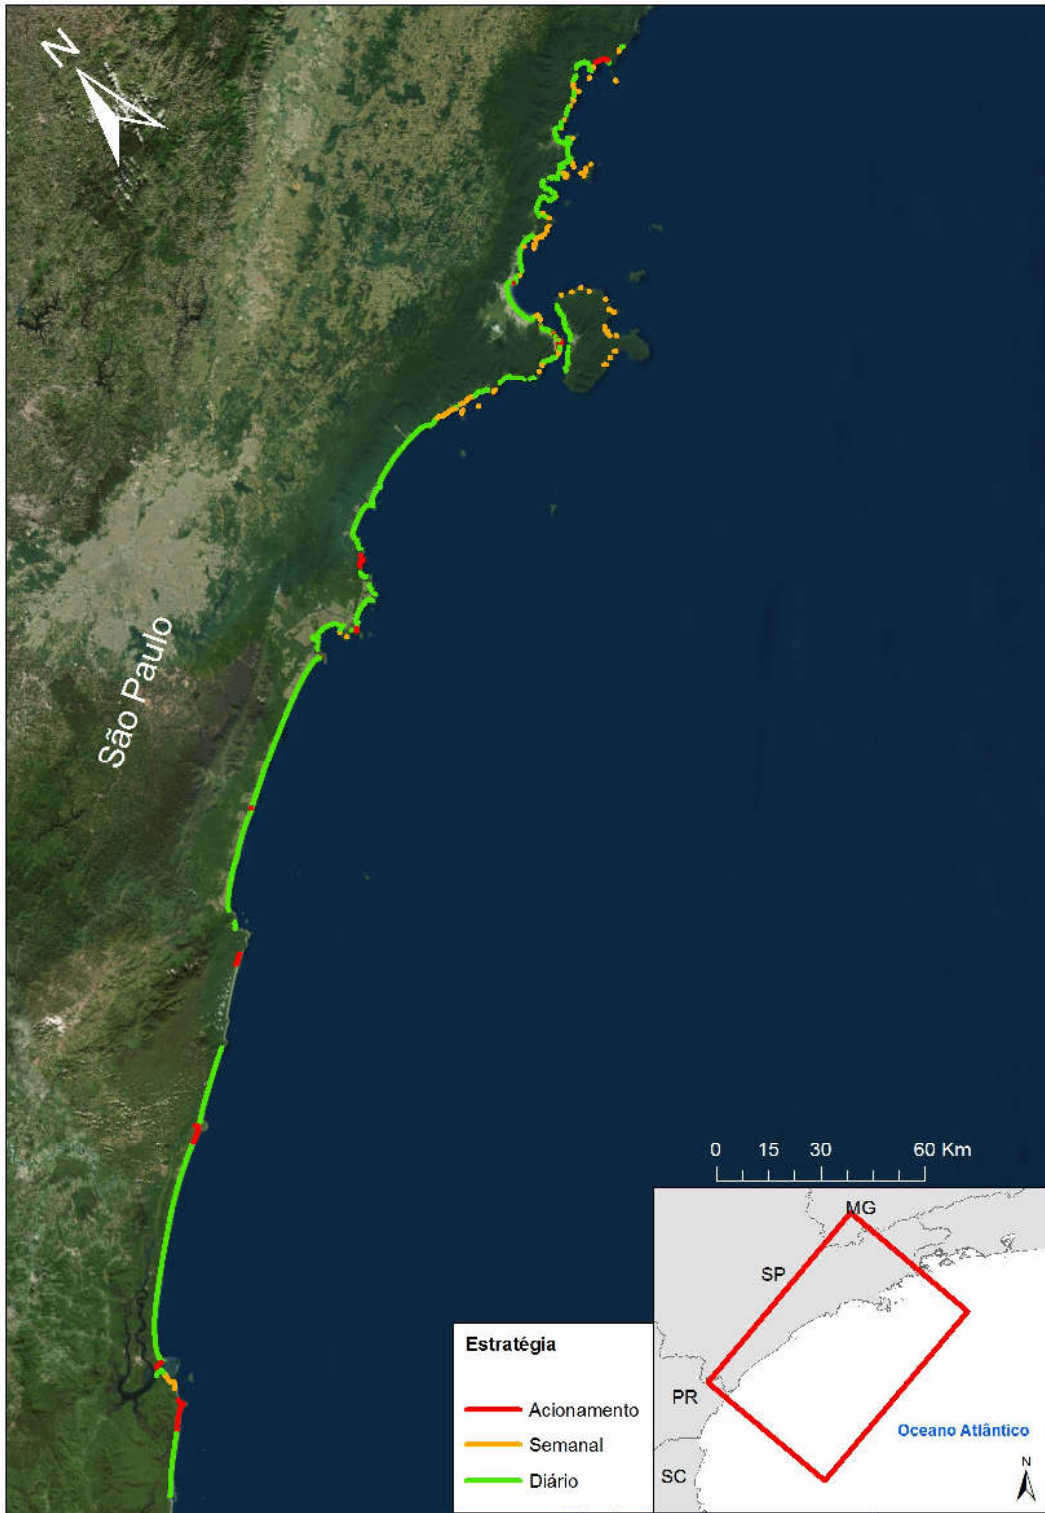 N
São Paulo
0 15 30 60 Km
MG
SP
PR
SC
Oceano Atlântico
N
Estratégia
Acionamento
Semanal
Diário